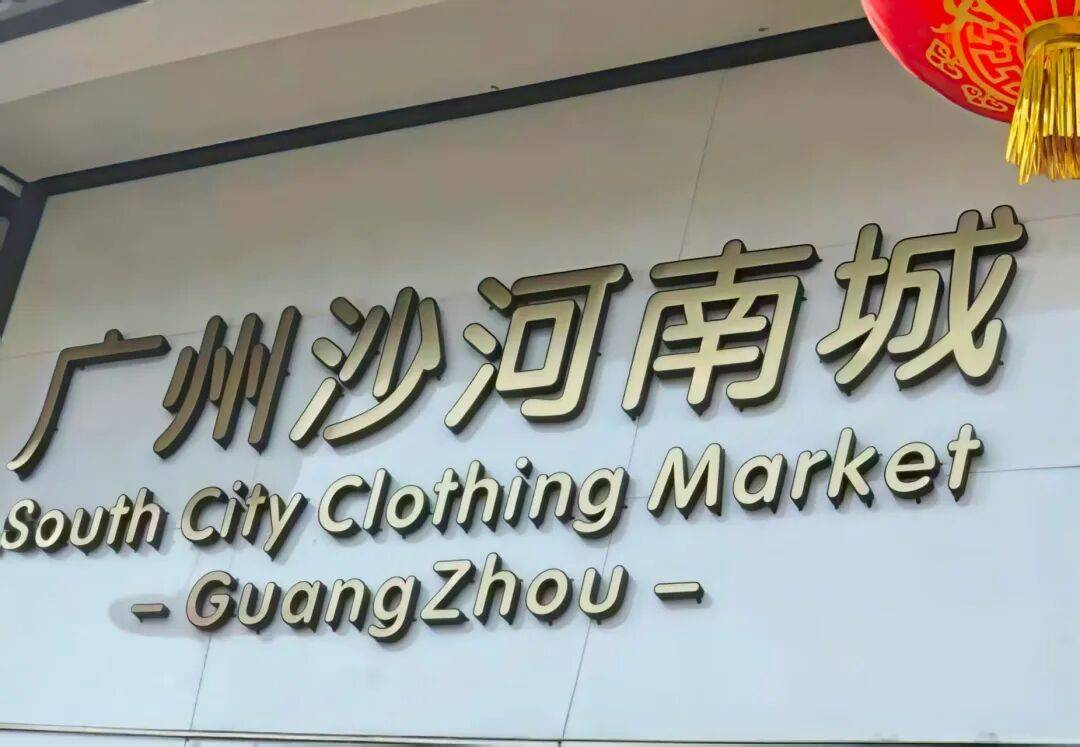 广州沙河南城
South City Clothing Market
- GuangZhou -